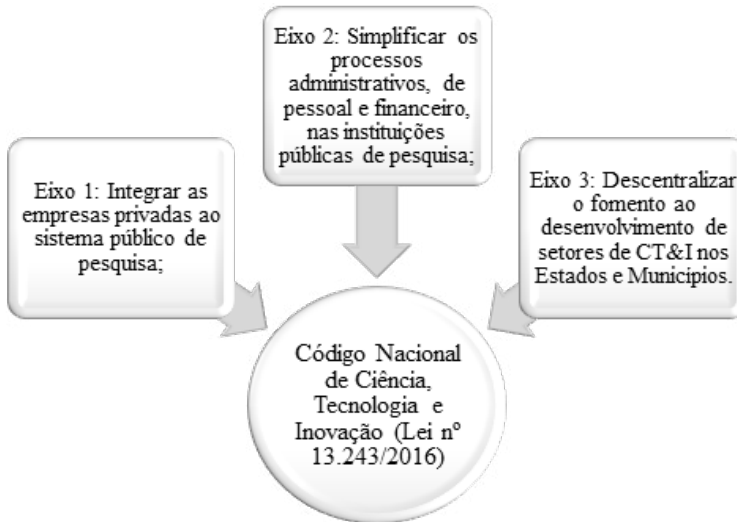 Eixo 2: Simplificar os
processos
administrativos, de
pessoal e financeiro,
nas instituições
públicas de pesquisa;
Eixo 1: Integrar as
empresas privadas ao
sistema público de
pesquisa;
Eixo 3: Descentralizar
o fomento ao
desenvolvimento de
setores de CT&I nos
Estados e Municípios.
Código Nacional
de Ciência,
Tecnologia e
Inovação (Lei nº
13.243/2016)